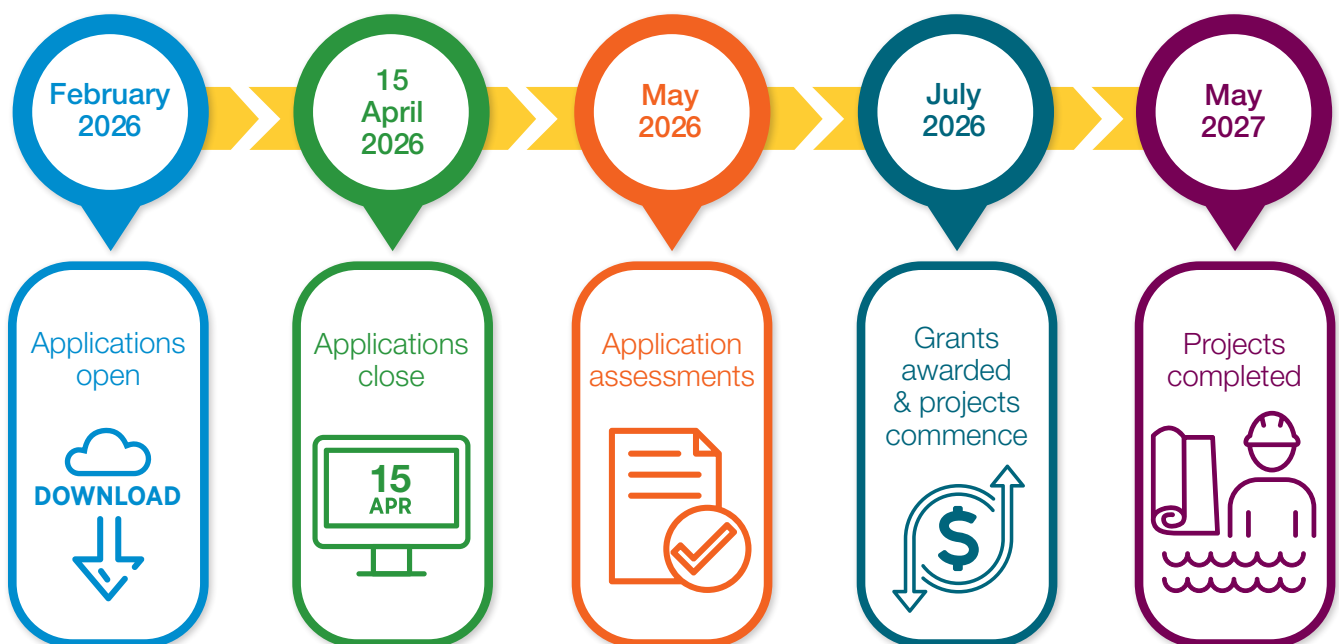 February
2026
15
April
2026
May
2026
July
2026
May
2027
Applications
open
DOWNLOAD
Applications
close
15
APR
Application
assessments
Grants
awarded
& projects
commence
$
Projects
completed